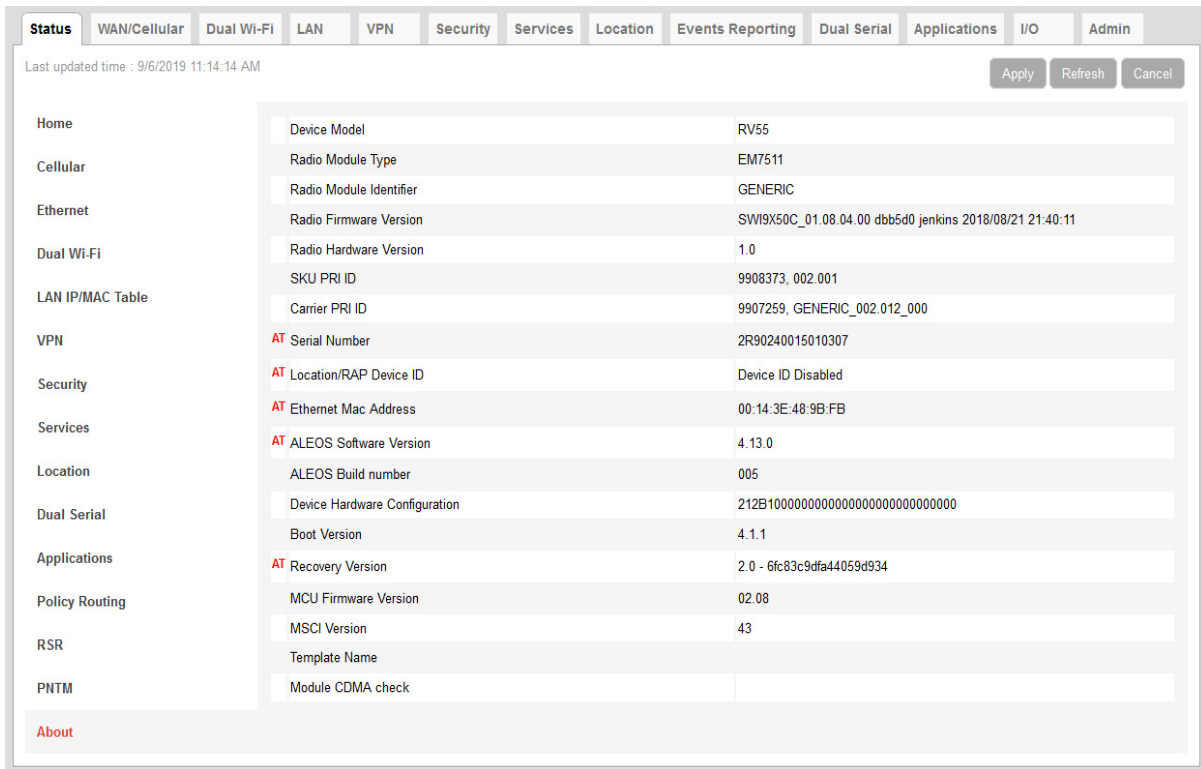 Status WAN/Cellular Dual Wi-Fi LAN VPN Security Services Location Events Reporting Dual Serial Applications I/O Admin
Last updated time : 9/6/2019 11:14:14 AM
Apply Refresh Cancel
Home
Cellular
Ethernet
Dual Wi-Fi
LAN IP/MAC Table
VPN
Security
Services
Location
Dual Serial
Applications
Policy Routing
RSR
PNTM
About
Device Model RV55
Radio Module Type EM7511
Radio Module Identifier GENERIC
Radio Firmware Version SWI9X50C_01.08.04.00 dbb5d0 jenkins 2018/08/21 21:40:11
Radio Hardware Version 1.0
SKU PRI ID 9908373, 002.001
Carrier PRI ID 9907259, GENERIC_002.012_000
AT Serial Number 2R90240015010307
AT Location/RAP Device ID Device ID Disabled
AT Ethernet Mac Address 00:14:3E:48:9B:FB
AT ALEOS Software Version 4.13.0
ALEOS Build number 005
Device Hardware Configuration 212B1000000000000000000000000000
Boot Version 4.1.1
AT Recovery Version 2.0 - 6fc83c9dfa44059d934
MCU Firmware Version 02.08
MSCI Version 43
Template Name
Module CDMA check